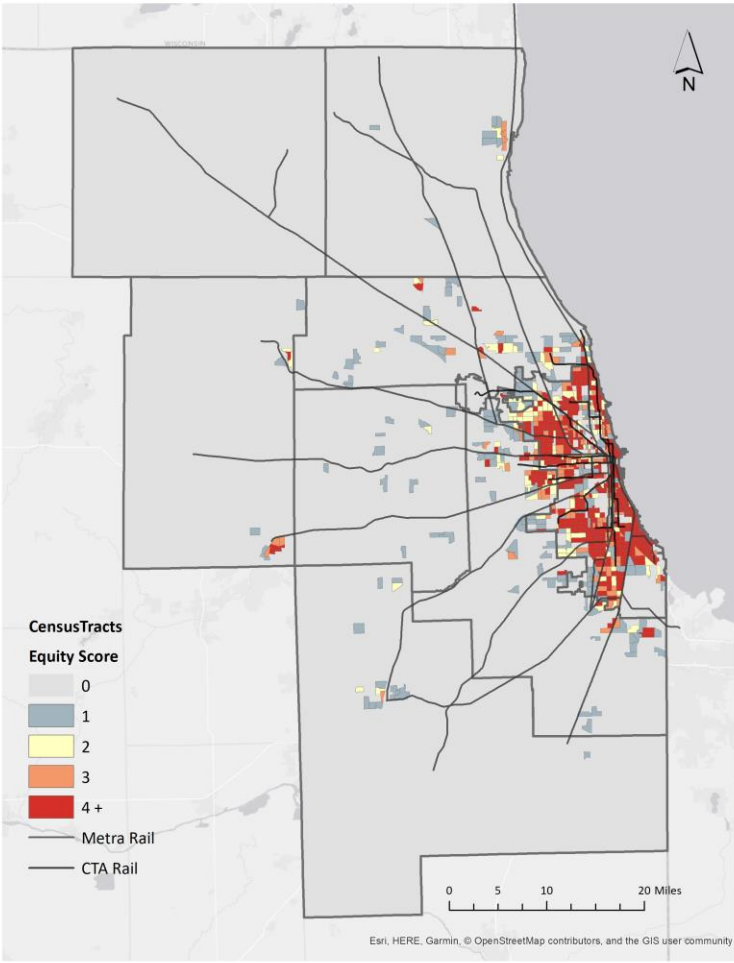 WISCONSIN
N
CensusTracts
Equity Score
0
1
2
3
4 +
Metra Rail
CTA Rail
0 5 10 20 Miles
Esri, HERE, Garmin, © OpenStreetMap contributors, and the GIS user community